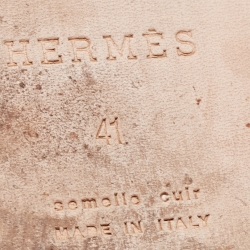 HERMÈS
41
semelle cuir
MADE IN ITALY